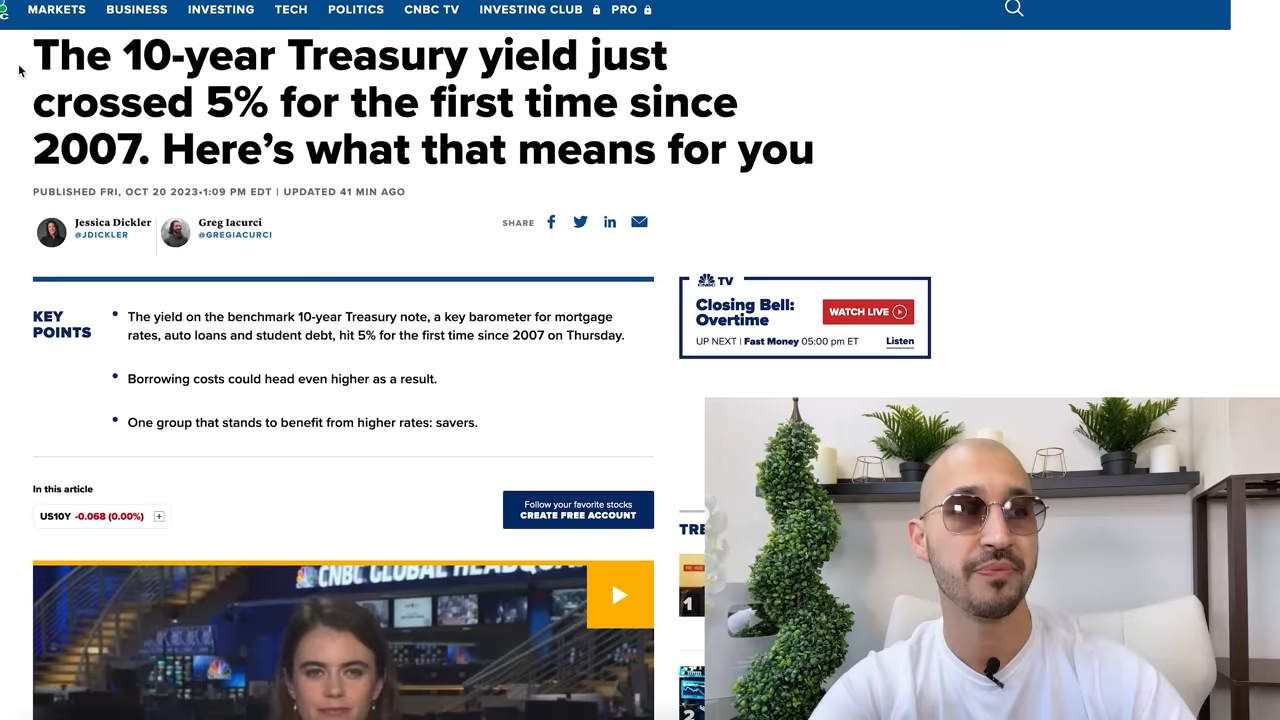 MARKETS BUSINESS INVESTING TECH POLITICS CNBC TV INVESTING CLUB PRO
The 10-year Treasury yield just
crossed 5% for the first time since
2007. Here’s what that means for you
PUBLISHED FRI, OCT 20 2023•1:09 PM EDT | UPDATED 41 MIN AGO
Jessica Dickler
@JDICKLER
Greg Iacurci
@GREGIACURCI
SHARE
KEY
POINTS
The yield on the benchmark 10-year Treasury note, a key barometer for mortgage
rates, auto loans and student debt, hit 5% for the first time since 2007 on Thursday.
Borrowing costs could head even higher as a result.
One group that stands to benefit from higher rates: savers.
In this article
US10Y -0.068 (0.00%)
Follow your favorite stocks
CREATE FREE ACCOUNT
CNBC TV
Closing Bell:
Overtime
WATCH LIVE
UP NEXT | Fast Money 05:00 pm ET
Listen
TRE
1
2
CNBC GLOBAL HEADQU
CNBC